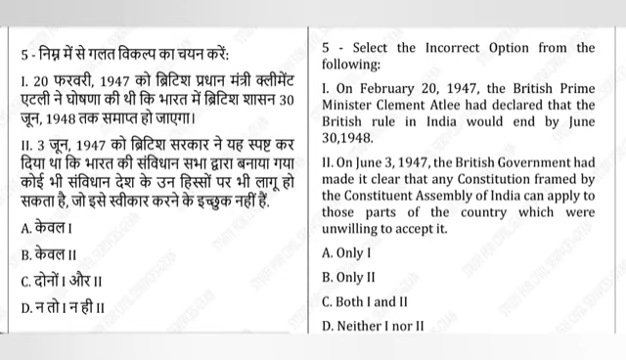 5 - निम्न में से गलत विकल्प का चयन करें:
I. 20 फरवरी, 1947 को ब्रिटिश प्रधान मंत्री क्लीमेंट
एटली ने घोषणा की थी कि भारत में ब्रिटिश शासन 30
जून, 1948 तक समाप्त हो जाएगा।
II. 3 जून, 1947 को ब्रिटिश सरकार ने यह स्पष्ट कर
दिया था कि भारत की संविधान सभा द्वारा बनाया गया
कोई भी संविधान देश के उन हिस्सों पर भी लागू हो
सकता है, जो इसे स्वीकार करने के इच्छुक नहीं हैं.
A. केवल I
B. केवल II
C. दोनों I और II
D. न तो I न ही II
5 - Select the Incorrect Option from the
following:
I. On February 20, 1947, the British Prime
Minister Clement Atlee had declared that the
British rule in India would end by June
30,1948.
II. On June 3, 1947, the British Government had
made it clear that any Constitution framed by
the Constituent Assembly of India can apply to
those parts of the country which were
unwilling to accept it.
A. Only I
B. Only II
C. Both I and II
D. Neither I nor II